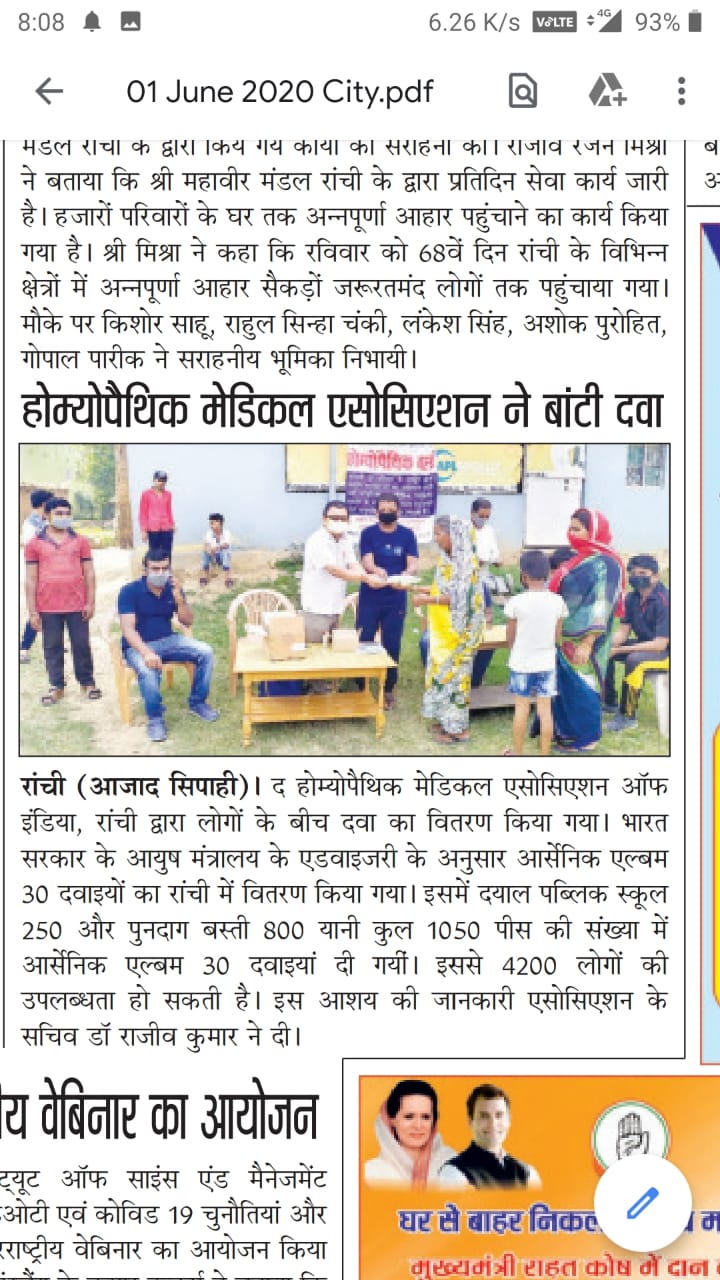 8:08
6.26 K/s VoLTE 4G 93%
01 June 2020 City.pdf
मंडल रांची के द्वारा किये गये कार्यों की सराहना की। राजीव रंजन मिश्रा
ने बताया कि श्री महावीर मंडल रांची के द्वारा प्रतिदिन सेवा कार्य जारी
है। हजारों परिवारों के घर तक अन्नपूर्णा आहार पहुंचाने का कार्य किया
गया है। श्री मिश्रा ने कहा कि रविवार को 68वें दिन रांची के विभिन्न
क्षेत्रों में अन्नपूर्णा आहार सैकड़ों जरूरतमंद लोगों तक पहुंचाया गया।
मौके पर किशोर साहू, राहुल सिन्हा चंकी, लंकेश सिंह, अशोक पुरोहित,
गोपाल पारीक ने सराहनीय भूमिका निभायी।
होम्योपैथिक मेडिकल एसोसिएशन ने बांटी दवा
होम्योपैथिक
APL
रांची (आजाद सिपाही)। द होम्योपैथिक मेडिकल एसोसिएशन ऑफ
इंडिया, रांची द्वारा लोगों के बीच दवा का वितरण किया गया। भारत
सरकार के आयुष मंत्रालय के एडवाइजरी के अनुसार आर्सेनिक एल्बम
30 दवाइयों का रांची में वितरण किया गया। इसमें दयाल पब्लिक स्कूल
250 और पुनदाग बस्ती 800 यानी कुल 1050 पीस की संख्या में
आर्सेनिक एल्बम 30 दवाइयां दी गयीं। इससे 4200 लोगों की
उपलब्धता हो सकती है। इस आशय की जानकारी एसोसिएशन के
सचिव डॉ राजीव कुमार ने दी।
य वेबिनार का आयोजन
ट्यूट ऑफ साइंस एंड मैनेजमेंट
ओटी एवं कोविड 19 चुनौतियां और
राष्ट्रीय वेबिनार का आयोजन किया
घर से बाहर निकल
मुख्यमंत्री राहत कोष में दान